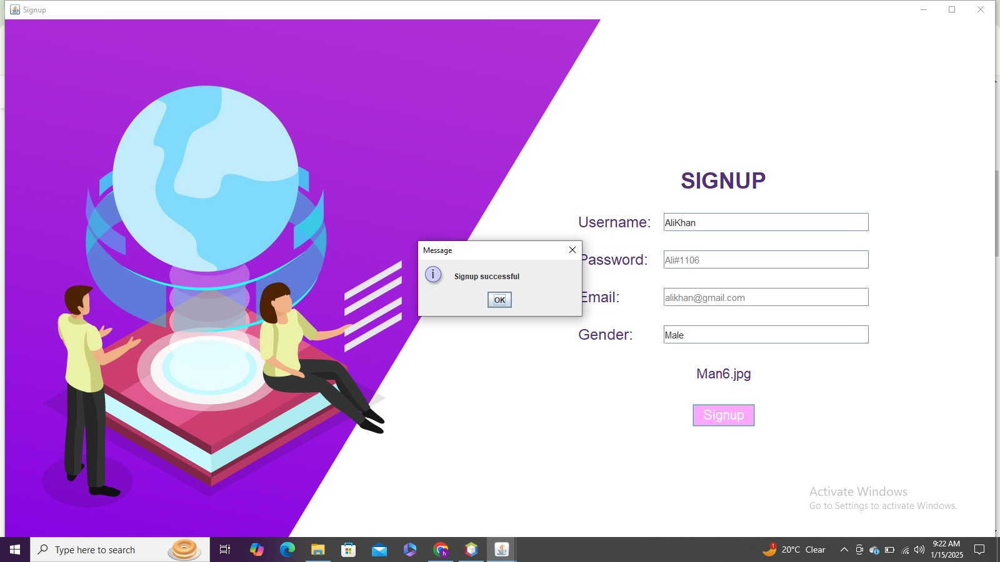 Signup
SIGNUP
Username: AliKhan
Message
Password: Ali#1106
Signup successful
OK
Email: alikhan@gmail.com
Gender: Male
Man6.jpg
Signup
Activate Windows
Go to Settings to activate Windows.
Type here to search
h
1
20°C Clear
9:22 AM
1/15/2025